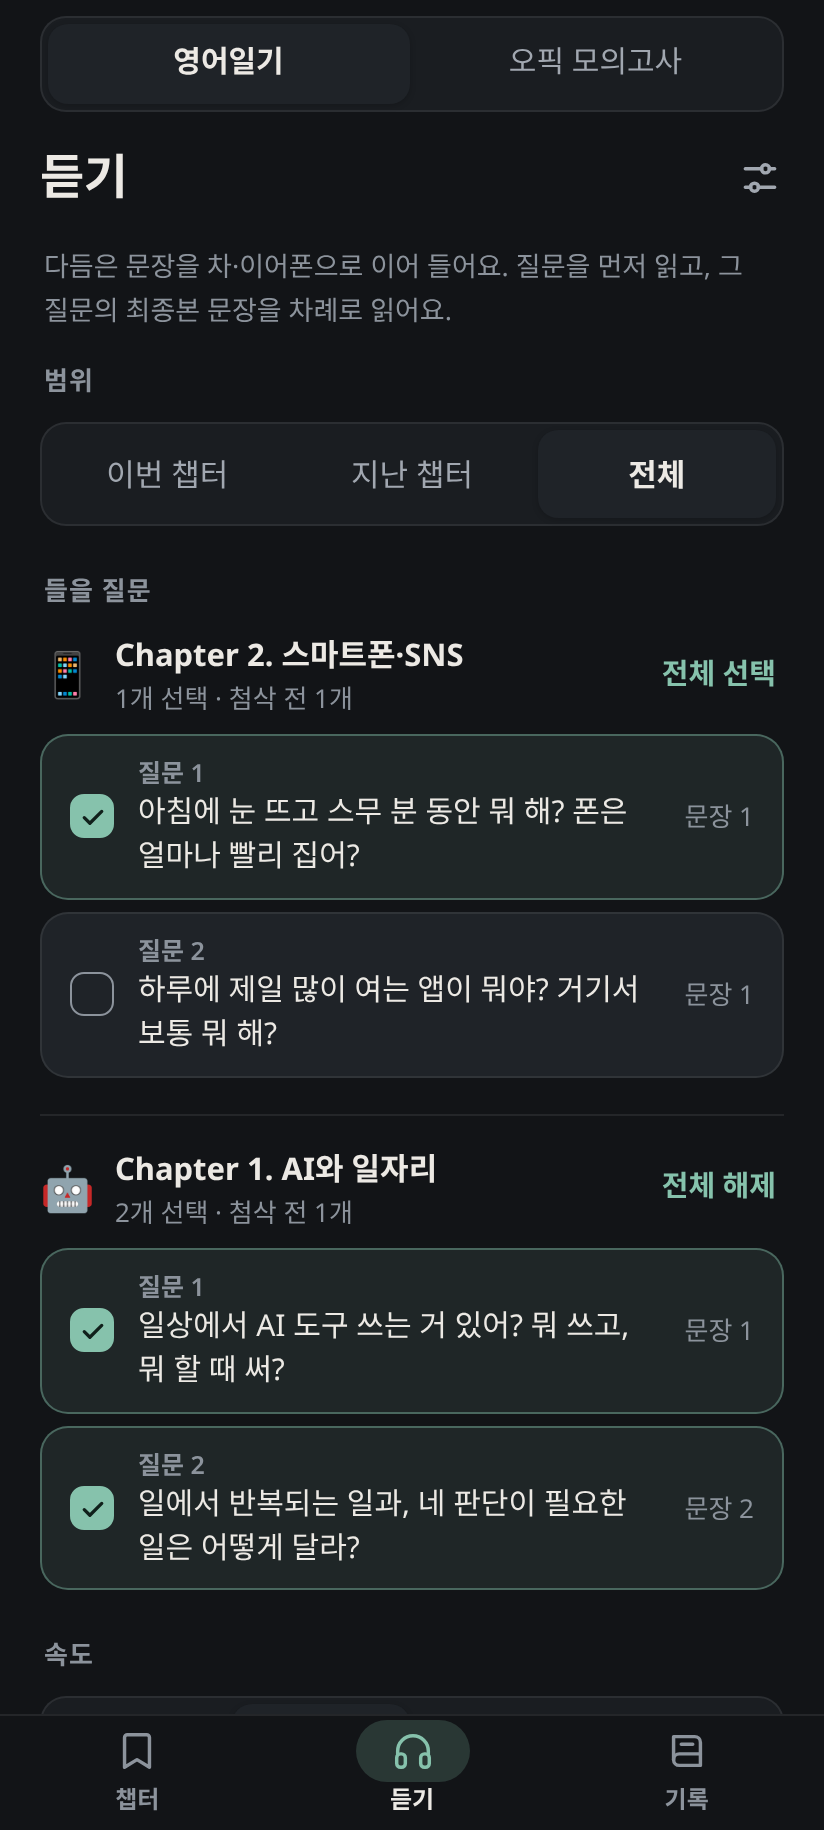 영어일기
오픽 모의고사
듣기
다듬은 문장을 차·이어폰으로 이어 들어요. 질문을 먼저 읽고, 그
질문의 최종본 문장을 차례로 읽어요.
범위
이번 챕터
지난 챕터
전체
들을 질문
Chapter 2. 스마트폰·SNS
1개 선택 · 첨삭 전 1개
전체 선택
질문 1
아침에 눈 뜨고 스무 분 동안 뭐 해? 폰은
얼마나 빨리 집어?
문장 1
질문 2
하루에 제일 많이 여는 앱이 뭐야? 거기서
보통 뭐 해?
문장 1
Chapter 1. AI와 일자리
2개 선택 · 첨삭 전 1개
전체 해제
질문 1
일상에서 AI 도구 쓰는 거 있어? 뭐 쓰고,
뭐 할 때 써?
문장 1
질문 2
일에서 반복되는 일과, 네 판단이 필요한
일은 어떻게 달라?
문장 2
속도
챕터
듣기
기록